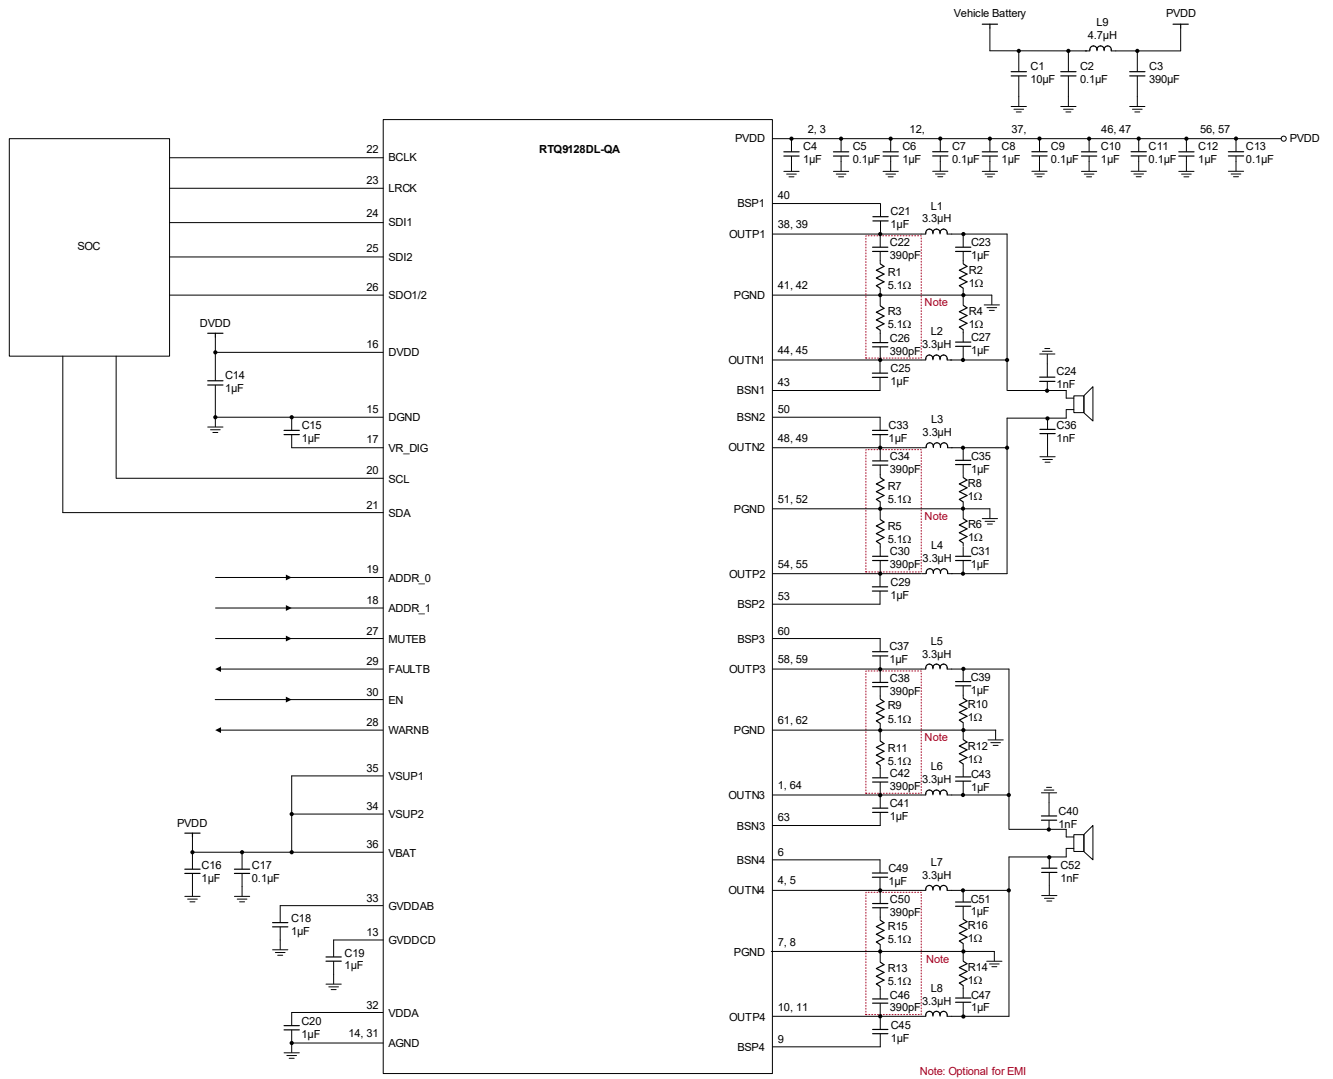 Vehicle Battery
L9
4.7µH
PVDD
C1
10µF
C2
0.1µF
C3
390µF
RTQ9128DL-QA
SOC
22
BCLK
23
LRCK
24
SDI1
25
SDI2
26
SDO1/2
DVDD
16
DVDD
C14
1µF
15
DGND
C15
1µF
17
VR_DIG
20
SCL
21
SDA
19
ADDR_0
18
ADDR_1
27
MUTEB
29
FAULTB
30
EN
28
WARNB
35
VSUP1
34
VSUP2
PVDD
36
VBAT
C16
1µF
C17
0.1µF
33
GVDDAB
C18
1µF
13
GVDDCD
C19
1µF
32
VDDA
C20
1µF
14, 31
AGND
PVDD
2, 3
12,
37,
46, 47
56, 57
PVDD
C4
1µF
C5
0.1µF
C6
1µF
C7
0.1µF
C8
1µF
C9
0.1µF
C10
1µF
C11
0.1µF
C12
1µF
C13
0.1µF
BSP1
40
C21
1µF
L1
3.3µH
OUTP1
38, 39
C22
390pF
C23
1µF
R1
5.1Ω
R2
1Ω
PGND
41, 42
Note
R3
5.1Ω
R4
1Ω
L2
3.3µH
C26
390pF
C27
1µF
OUTN1
44, 45
C25
1µF
BSN1
43
C24
1nF
BSN2
50
C33
1µF
L3
3.3µH
C36
1nF
OUTN2
48, 49
C34
390pF
C35
1µF
R7
5.1Ω
R8
1Ω
PGND
51, 52
Note
R5
5.1Ω
R6
1Ω
L4
3.3µH
C30
390pF
C31
1µF
OUTP2
54, 55
C29
1µF
BSP2
53
BSP3
60
C37
1µF
L5
3.3µH
OUTP3
58, 59
C38
390pF
C39
1µF
R9
5.1Ω
R10
1Ω
PGND
61, 62
Note
R11
5.1Ω
R12
1Ω
L6
3.3µH
C42
390pF
C43
1µF
OUTN3
1, 64
C41
1µF
BSN3
63
C40
1nF
BSN4
6
C49
1µF
L7
3.3µH
C52
1nF
OUTN4
4, 5
C50
390pF
C51
1µF
R15
5.1Ω
R16
1Ω
PGND
7, 8
Note
R13
5.1Ω
R14
1Ω
L8
3.3µH
C46
390pF
C47
1µF
OUTP4
10, 11
C45
1µF
BSP4
9
Note: Optional for EMI